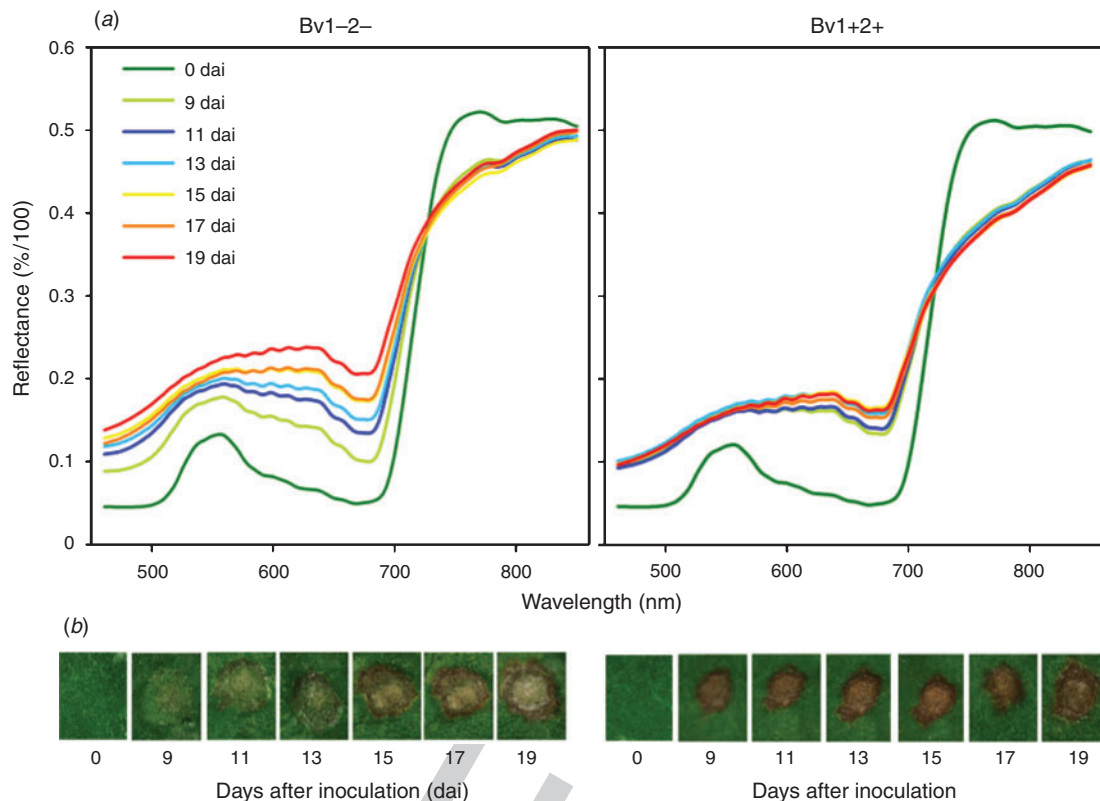 (a)
Bv1–2–
Bv1+2+
0.6
0.5
0.4
0.3
0.2
0.1
0
Reflectance (%/100)
0 dai
9 dai
11 dai
13 dai
15 dai
17 dai
19 dai
500 600 700 800
500 600 700 800
Wavelength (nm)
(b)
0 9 11 13 15 17 19
0 9 11 13 15 17 19
Days after inoculation (dai)
Days after inoculation